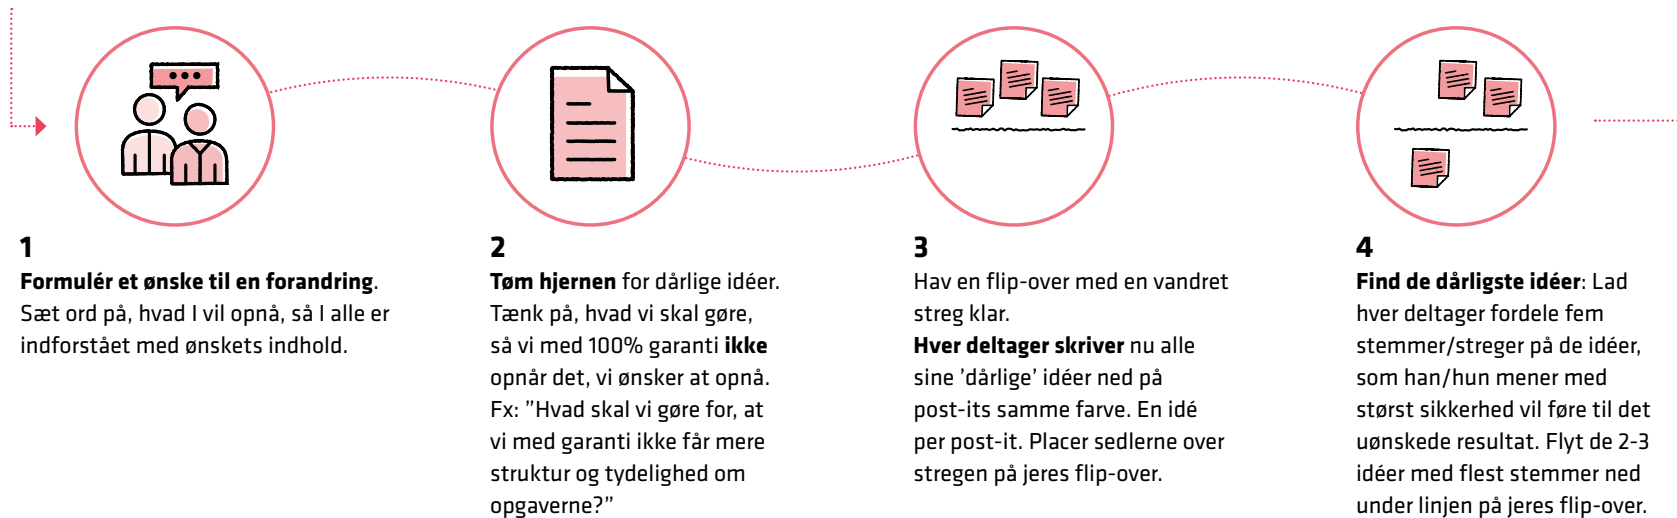 1
Formulér et ønske til en forandring.
Sæt ord på, hvad I vil opnå, så I alle er
indforstået med ønskets indhold.
2
Tøm hjernen for dårlige idéer.
Tænk på, hvad vi skal gøre,
så vi med 100% garanti ikke
opnår det, vi ønsker at opnå.
Fx: ”Hvad skal vi gøre for, at
vi med garanti ikke får mere
struktur og tydelighed om
opgaverne?”
3
Hav en flip-over med en vandret
streg klar.
Hver deltager skriver nu alle
sine ’dårlige’ idéer ned på
post-its samme farve. En idé
per post-it. Placer sedlerne over
stregen på jeres flip-over.
4
Find de dårligste idéer: Lad
hver deltager fordele fem
stemmer/streger på de idéer,
som han/hun mener med
størst sikkerhed vil føre til det
uønskede resultat. Flyt de 2-3
idéer med flest stemmer ned
under linjen på jeres flip-over.